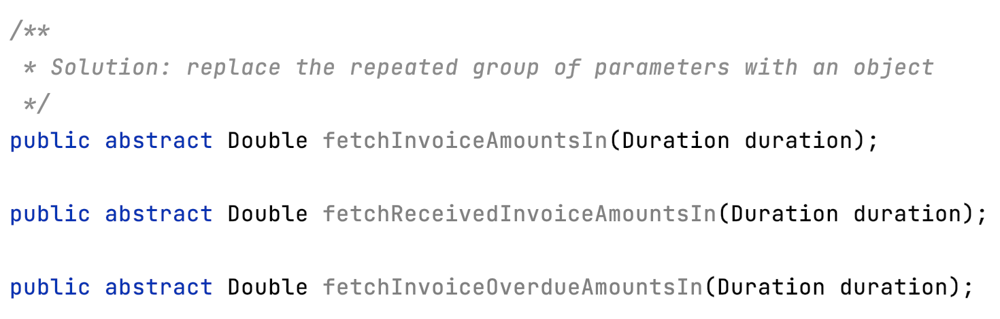 /**
 * Solution: replace the repeated group of parameters with an object
 */
public abstract Double fetchInvoiceAmountsIn(Duration duration);
public abstract Double fetchReceivedInvoiceAmountsIn(Duration duration);
public abstract Double fetchInvoiceOverdueAmountsIn(Duration duration);